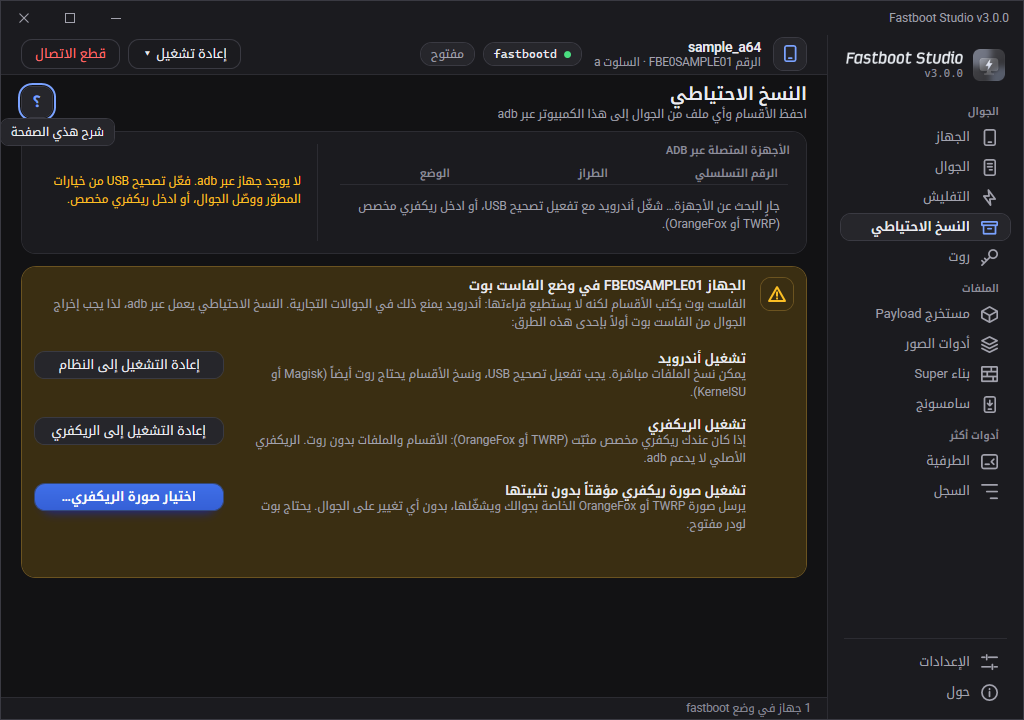 Fastboot Studio v3.0.0
Fastboot Studio
v3.0.0
الجوال
الجهاز
الجوال
التفليش
النسخ الاحتياطي
روت
الملفات
مستخرج Payload
أدوات الصور
بناء Super
سامسونج
أدوات أكثر
الطرفية
السجل
الإعدادات
حول
sample_a64
الرقم FBE0SAMPLE01 · السلوت a
fastbootd
مفتوح
إعادة تشغيل
قطع الاتصال
النسخ الاحتياطي
احفظ الأقسام وأي ملف من الجوال إلى هذا الكمبيوتر عبر adb
؟
شرح هذي الصفحة
الأجهزة المتصلة عبر ADB
الرقم التسلسلي الطراز الوضع
جارٍ البحث عن الأجهزة... شغّل أندرويد مع تفعيل تصحيح USB، أو ادخل ريكفري مخصص
(TWRP أو OrangeFox).
لا يوجد جهاز عبر adb. فعّل تصحيح USB من خيارات
المطوّر ووصّل الجوال، أو ادخل ريكفري مخصص.
الجهاز FBE0SAMPLE01 في وضع الفاست بوت
الفاست بوت يكتب الأقسام لكنه لا يستطيع قراءتها: أندرويد يمنع ذلك في الجوالات التجارية. النسخ الاحتياطي يعمل عبر adb، لذا يجب إخراج
الجوال من الفاست بوت أولاً بإحدى هذه الطرق:
تشغيل أندرويد
يمكن نسخ الملفات مباشرة. يجب تفعيل تصحيح USB، ونسخ الأقسام يحتاج روت أيضاً (Magisk أو
KernelSU).
إعادة التشغيل إلى النظام
تشغيل الريكفري
إذا كان عندك ريكفري مخصص مثبّت (TWRP أو OrangeFox): الأقسام والملفات بدون روت. الريكفري
الأصلي لا يدعم adb.
إعادة التشغيل إلى الريكفري
تشغيل صورة ريكفري مؤقتاً بدون تثبيتها
يرسل صورة TWRP أو OrangeFox الخاصة بجوالك ويشغّلها، بدون أي تغيير على الجوال. يحتاج بوت
لودر مفتوح.
اختيار صورة الريكفري...
1 جهاز في وضع fastboot